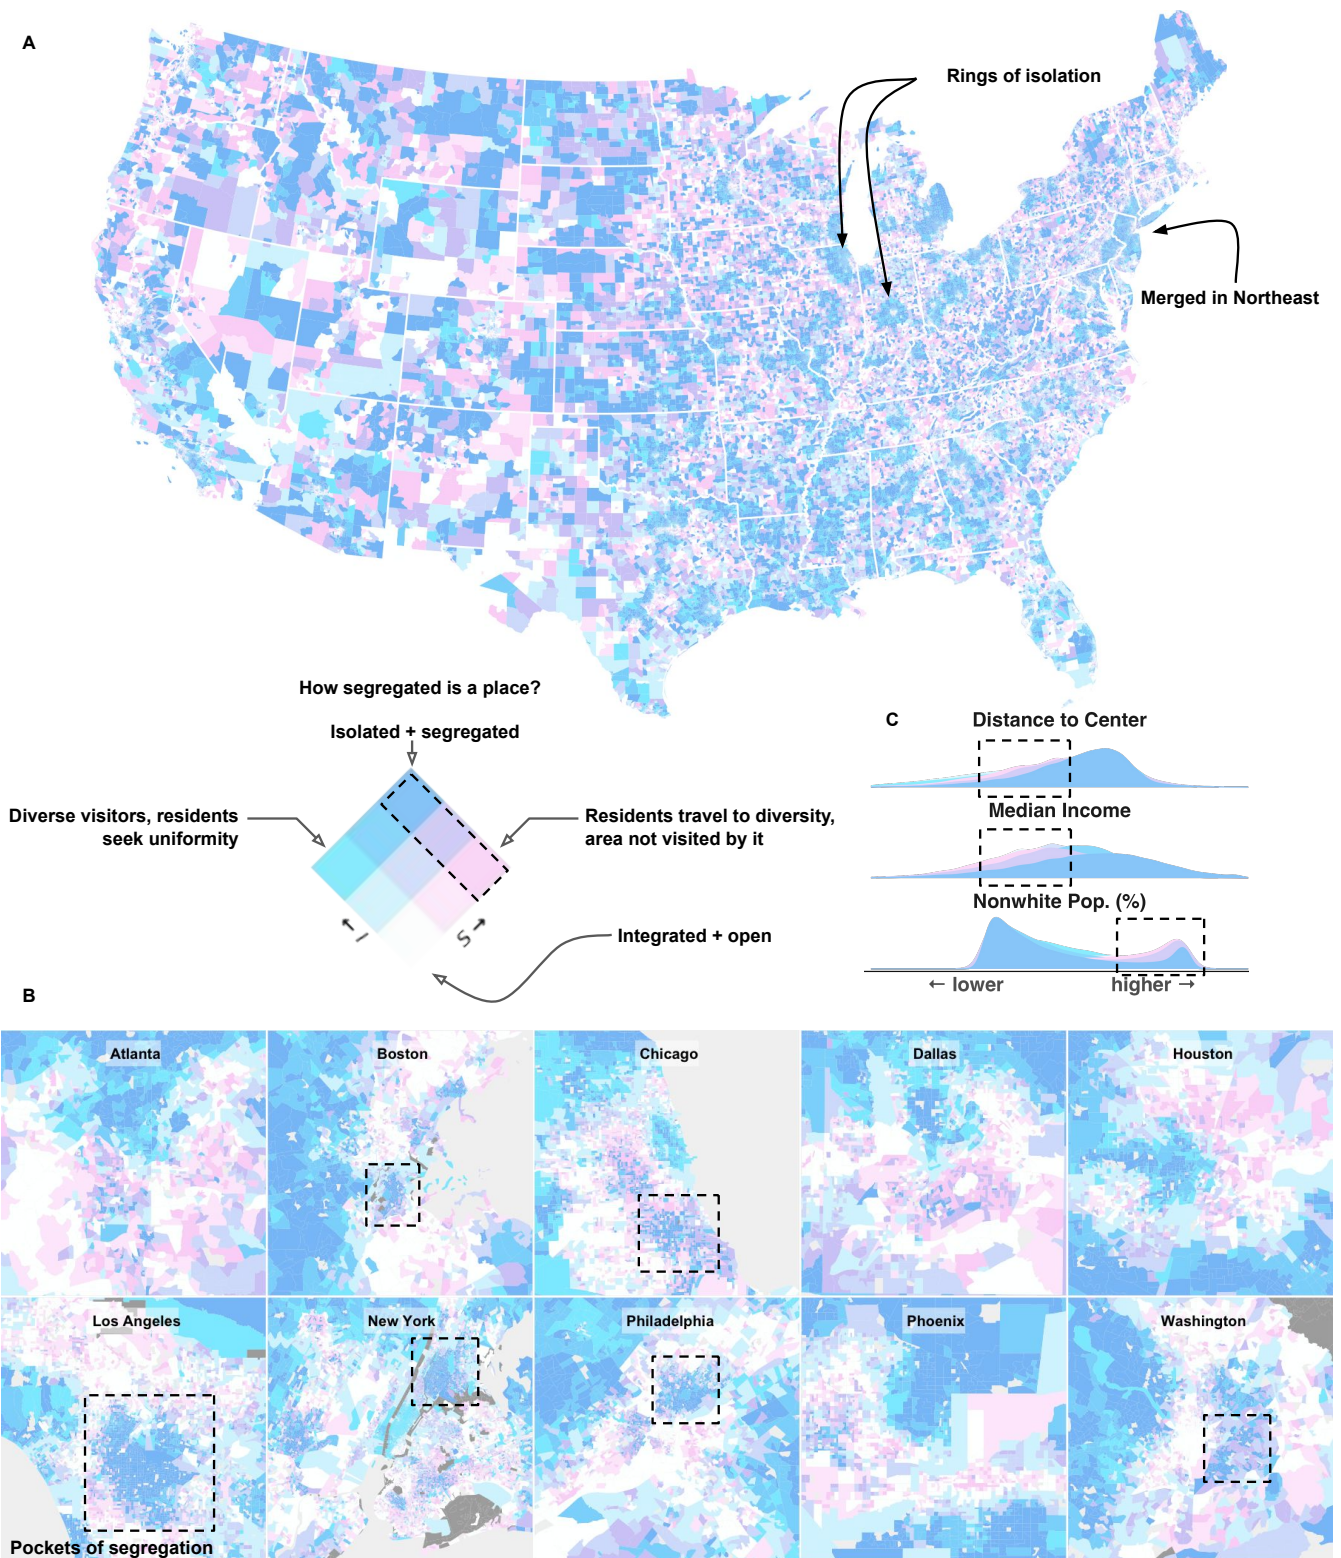 A
Rings of isolation
Merged in Northeast
How segregated is a place?
Isolated + segregated
Diverse visitors, residents
seek uniformity
Residents travel to diversity,
area not visited by it
← I
S →
Integrated + open
C
Distance to Center
Median Income
Nonwhite Pop. (%)
← lower
higher →
B
Atlanta
Boston
Chicago
Dallas
Houston
Los Angeles
New York
Philadelphia
Phoenix
Washington
Pockets of segregation